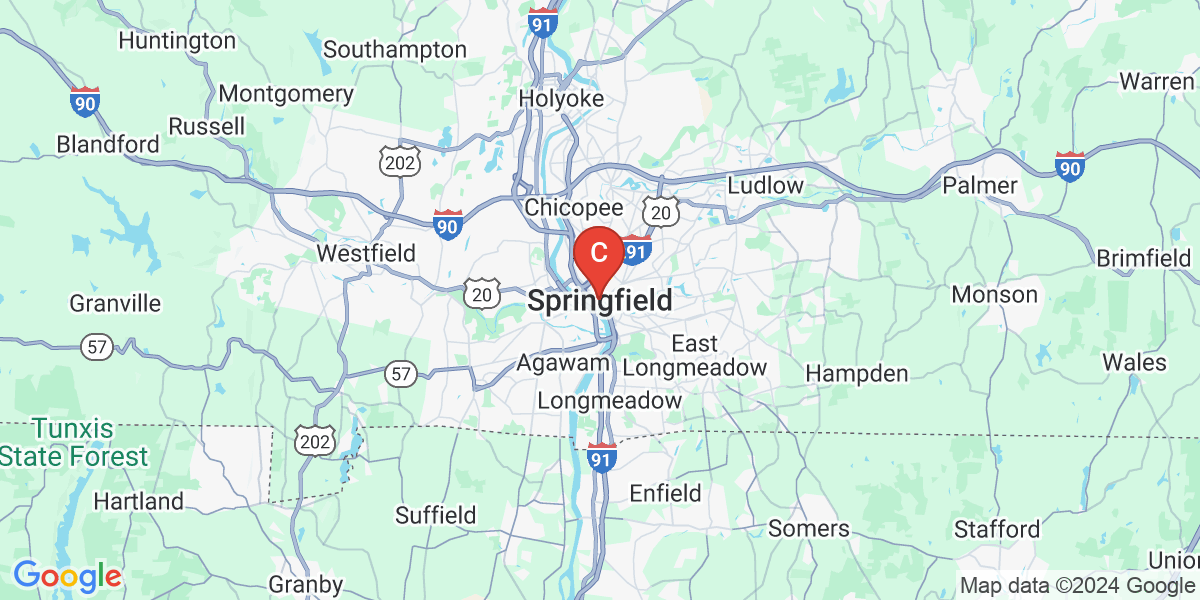 91
Huntington
Southampton
90
Montgomery
Holyoke
Warren
Russell
Blandford
202
90
Ludlow
Palmer
20
Chicopee
90
291
C
Westfield
Brimfield
20
Granville
Springfield
Monson
57
East
Longmeadow
Agawam
57
Hampden
Wales
Longmeadow
Tunxis
State Forest
202
91
Hartland
Enfield
Suffield
Somers
Stafford
Union
Google
Granby
Map data ©2024 Google